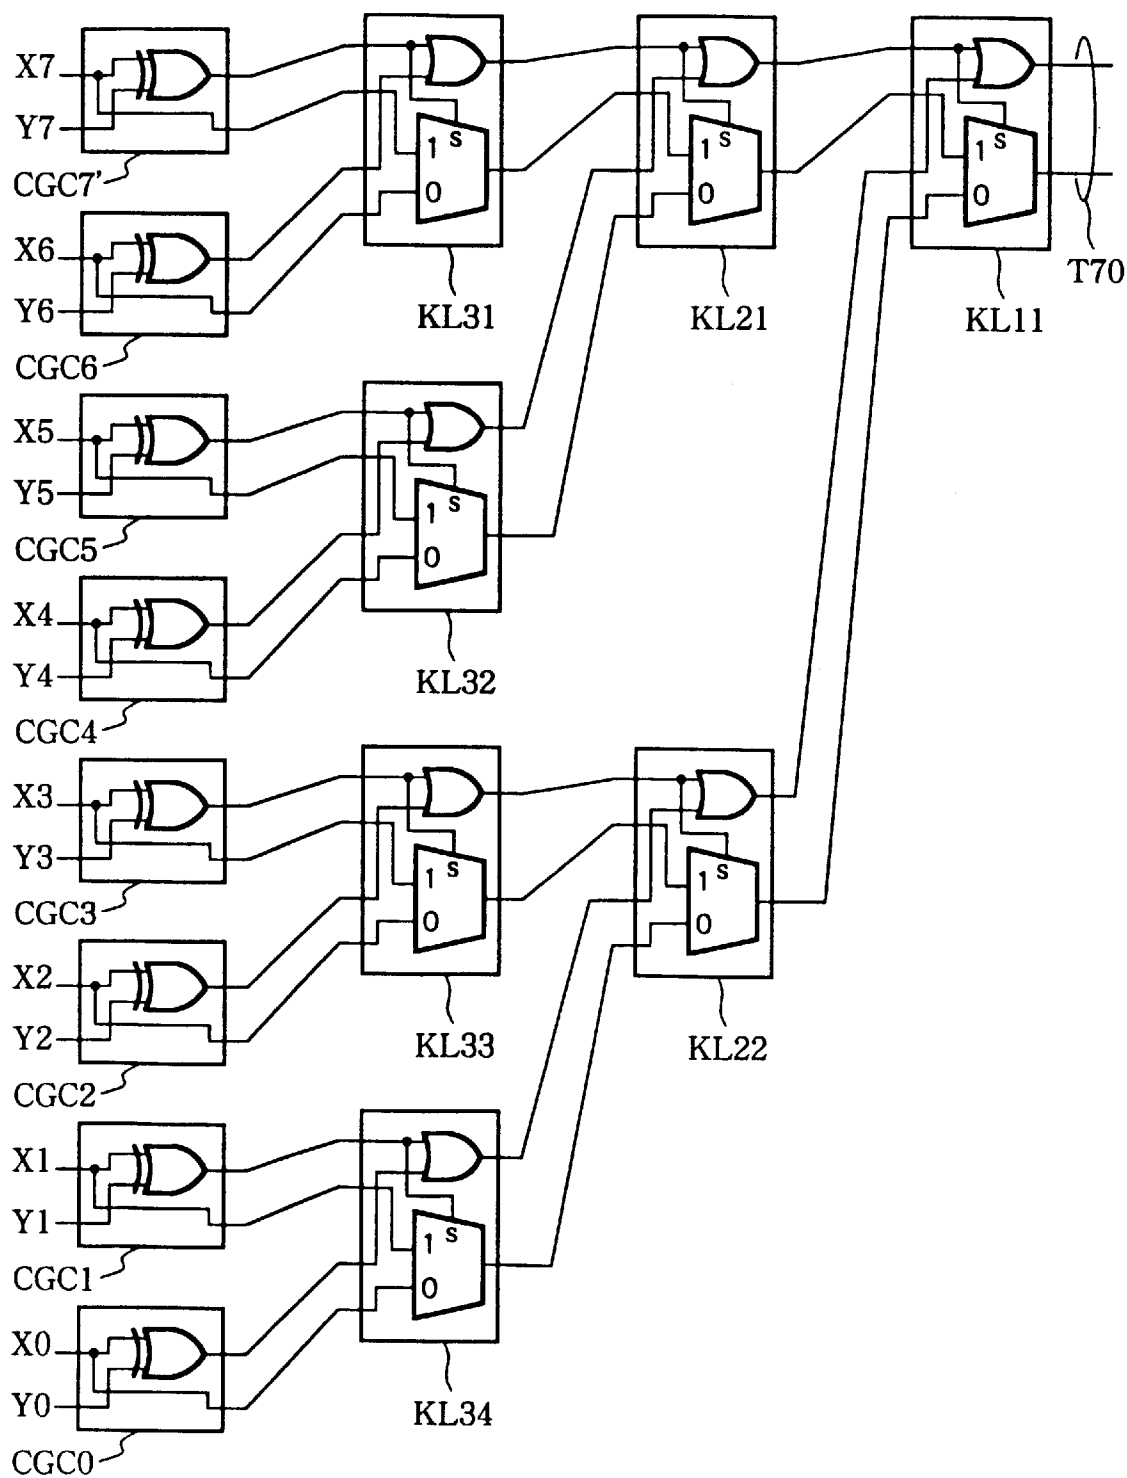 X7
Y7
CGC7'
X6
Y6
CGC6
X5
Y5
CGC5
X4
Y4
CGC4
X3
Y3
CGC3
X2
Y2
CGC2
X1
Y1
CGC1
X0
Y0
CGC0
s
1
0
KL31
s
1
0
KL32
s
1
0
KL33
s
1
0
KL34
s
1
0
KL21
s
1
0
KL22
s
1
0
KL11
T70